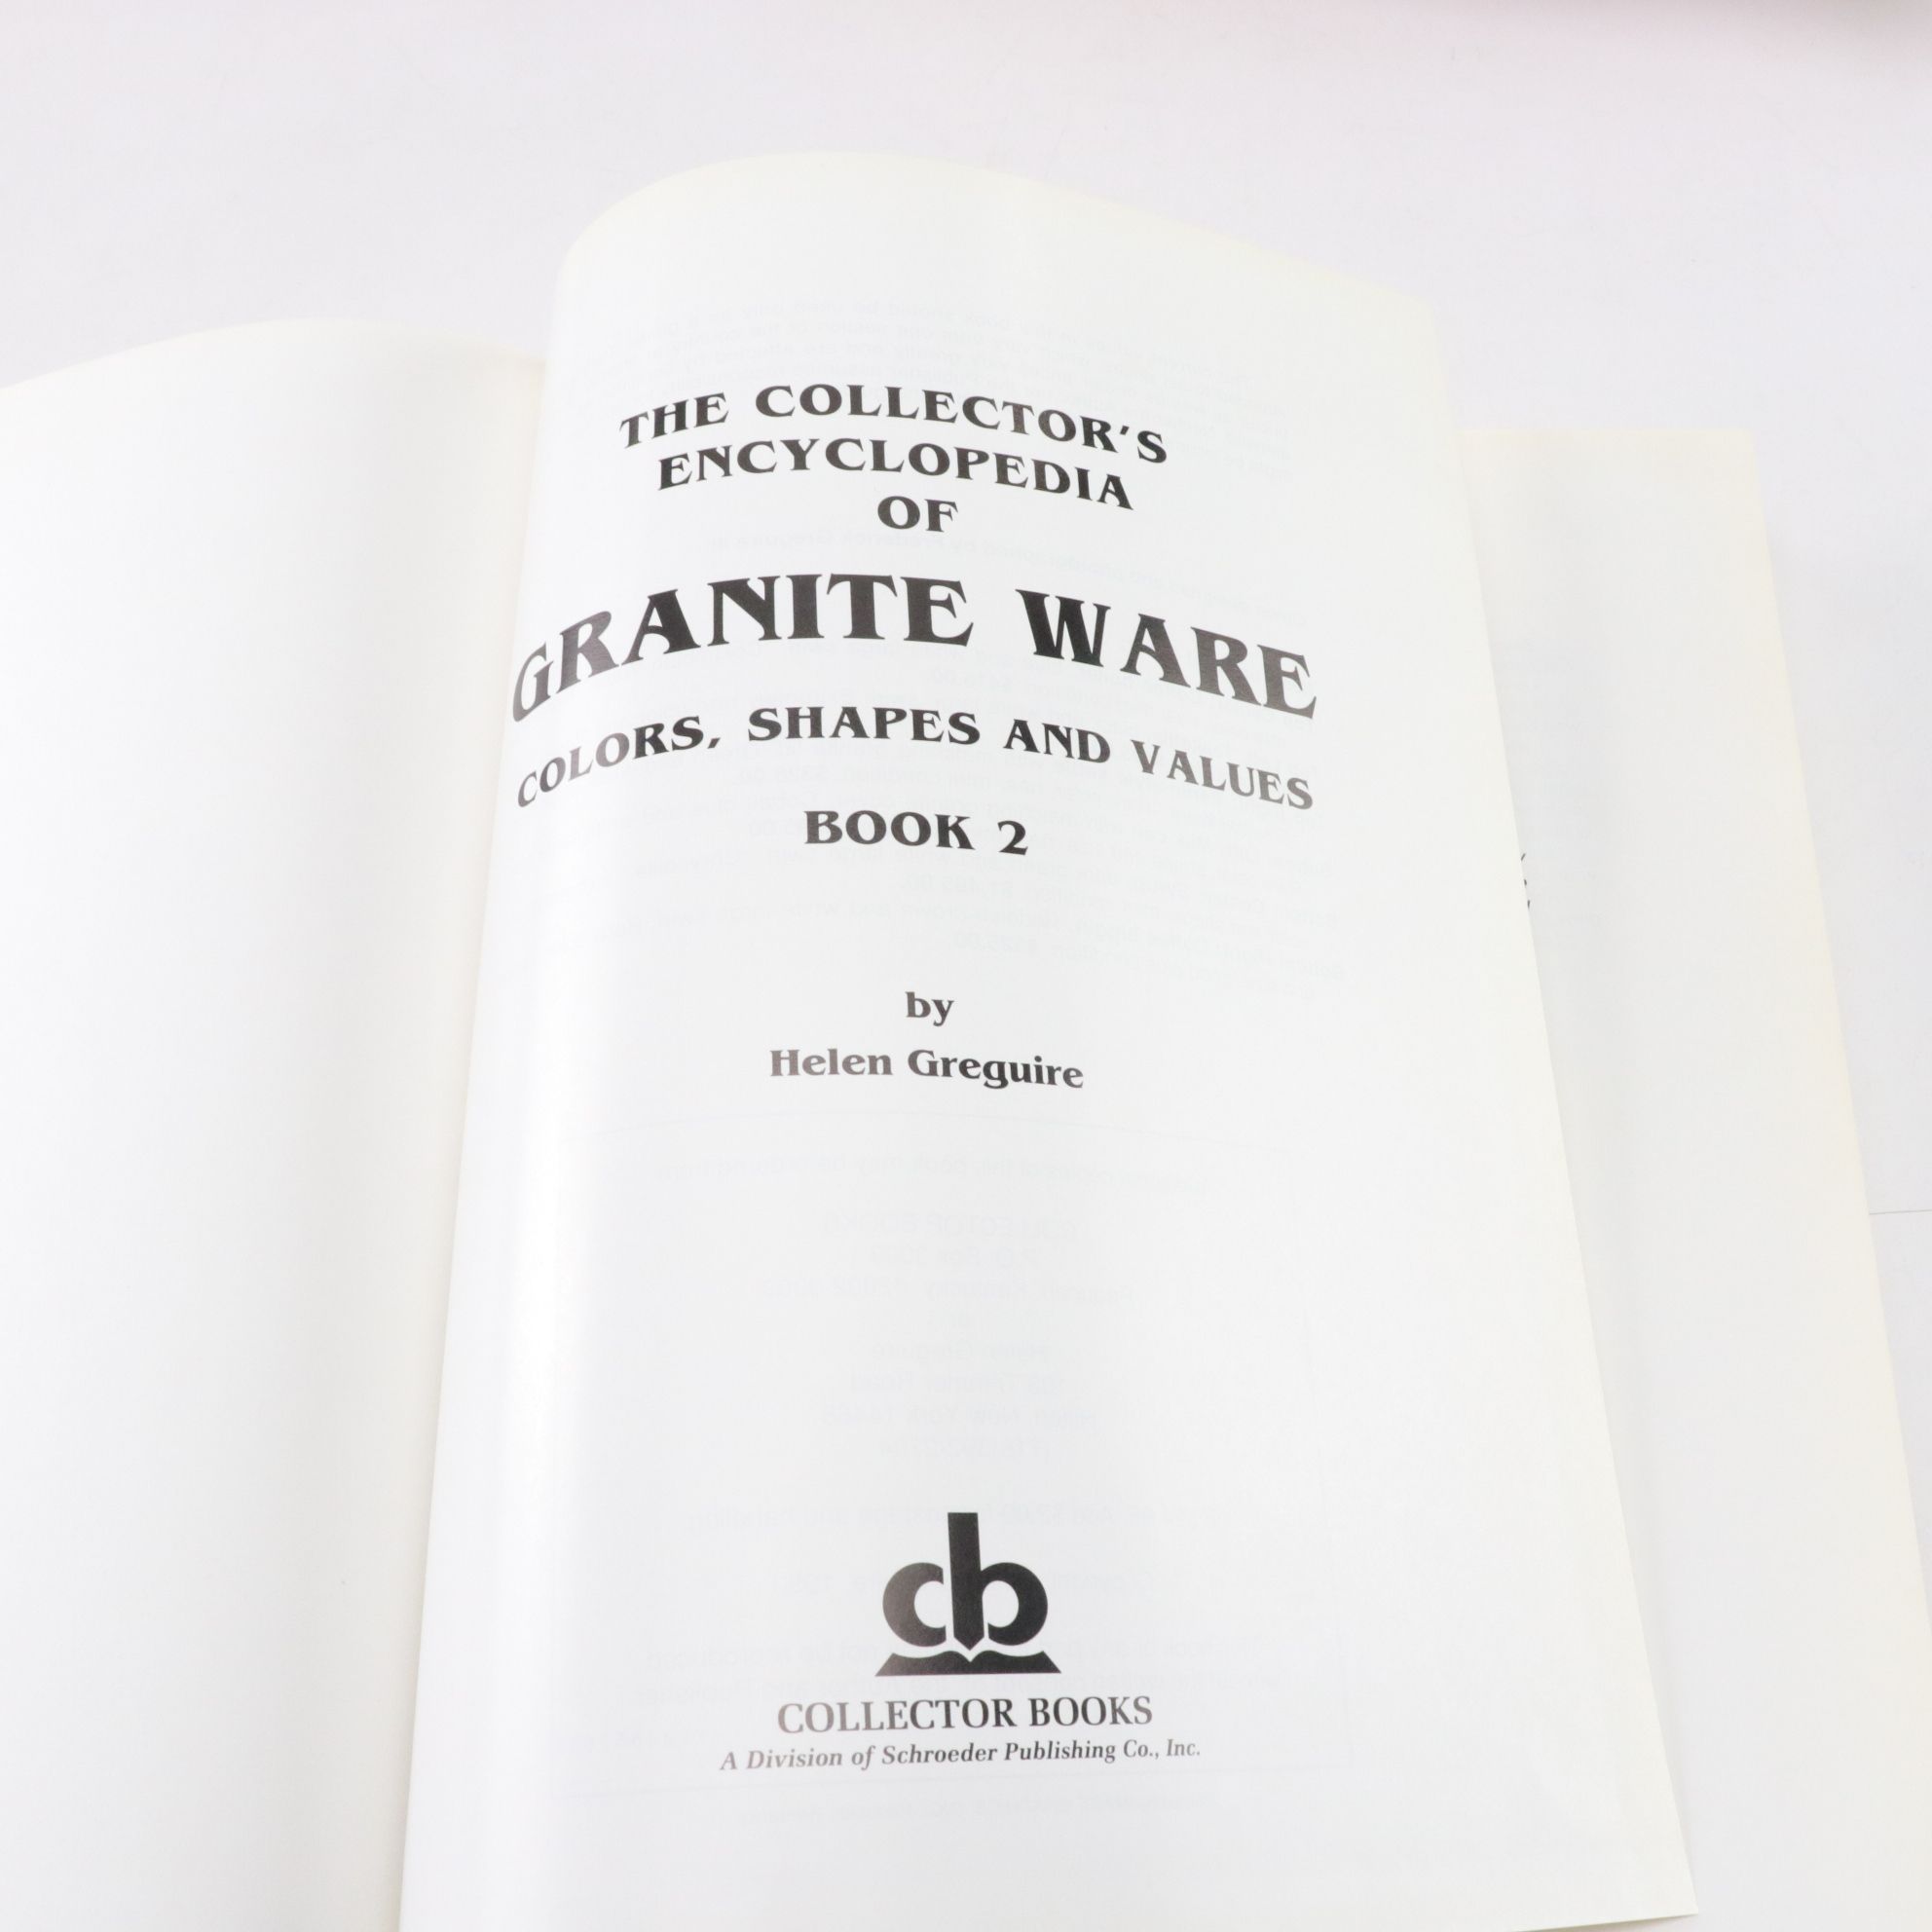 THE COLLECTOR'S
ENCYCLOPEDIA
OF
GRANITE WARE
COLORS, SHAPES AND VALUES
BOOK 2
by
Helen Greguire
cb
COLLECTOR BOOKS
A Division of Schroeder Publishing Co., Inc.